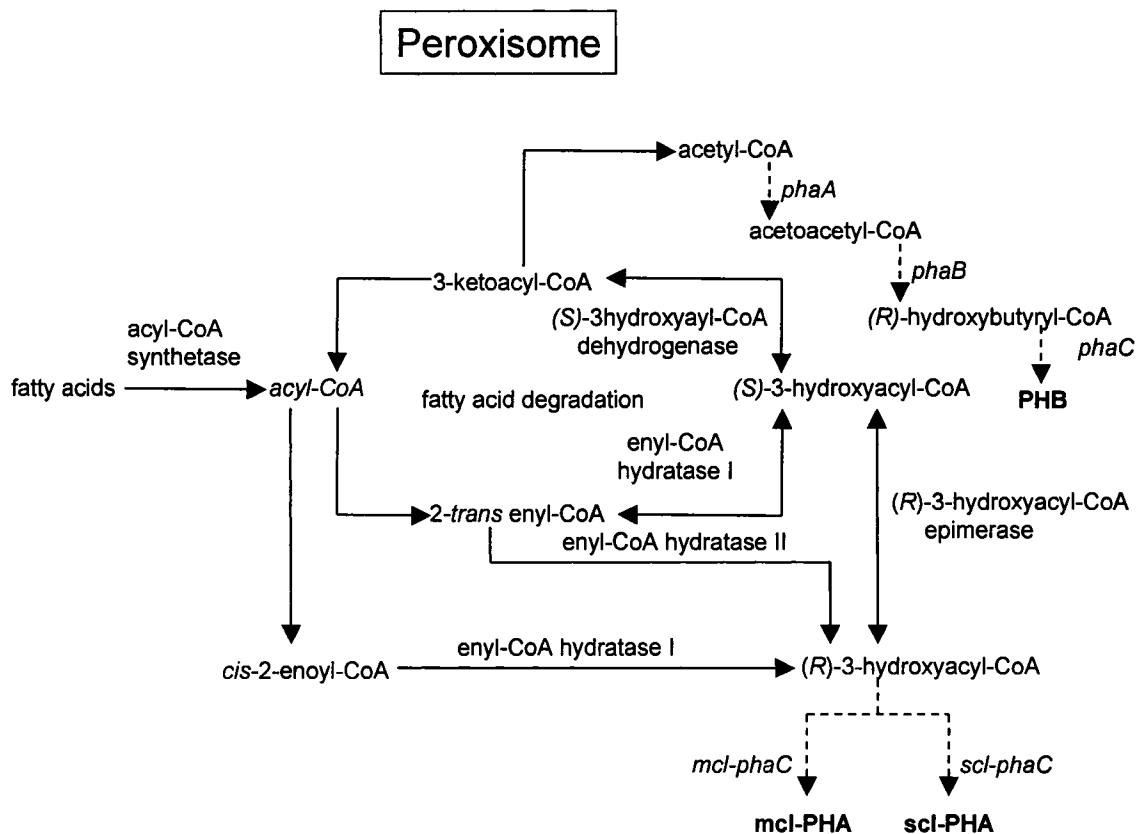 Peroxisome
acetyl-CoA
phaA
acetoacetyl-CoA
phaB
3-ketoacyl-CoA
(S)-3hydroxyayl-CoA
dehydrogenase
(R)-hydroxybutyryl-CoA
phaC
acyl-CoA
synthetase
fatty acids
acyl-CoA
fatty acid degradation
(S)-3-hydroxyacyl-CoA
PHB
enyl-CoA
hydratase I
2-trans enyl-CoA
(R)-3-hydroxyacyl-CoA
epimerase
enyl-CoA hydratase II
enyl-CoA hydratase I
cis-2-enoyl-CoA
(R)-3-hydroxyacyl-CoA
mcl-phaC
scl-phaC
mcl-PHA
scl-PHA